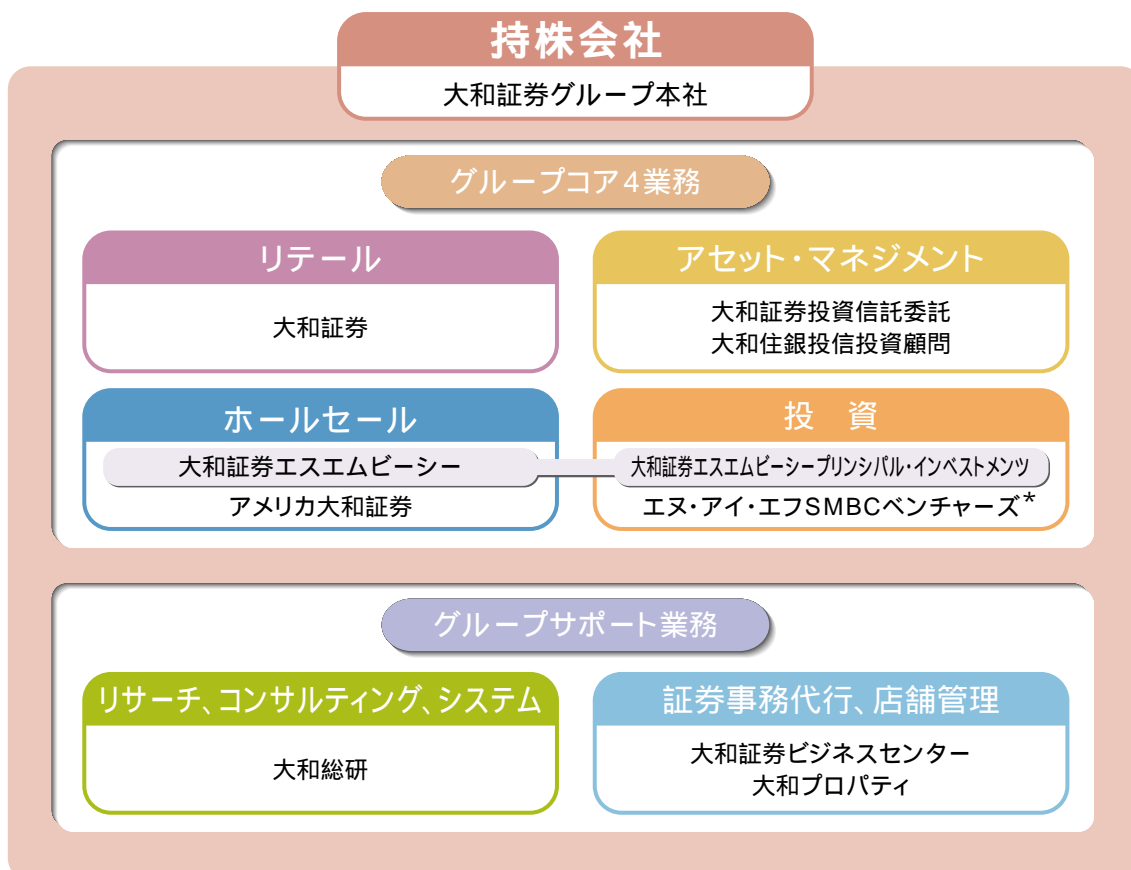 持株会社
大和証券グループ本社
グループコア4業務
リテール
大和証券
アセット・マネジメント
大和証券投資信託委託
大和住銀投信投資顧問
ホールセール
大和証券エスエムビーシー
アメリカ大和証券
投 資
大和証券エスエムビーシープリンシパル・インベストメンツ
エヌ・アイ・エフSMBCベンチャーズ*
グループサポート業務
リサーチ、コンサルティング、システム
大和総研
証券事務代行、店舗管理
大和証券ビジネスセンター
大和プロパティ